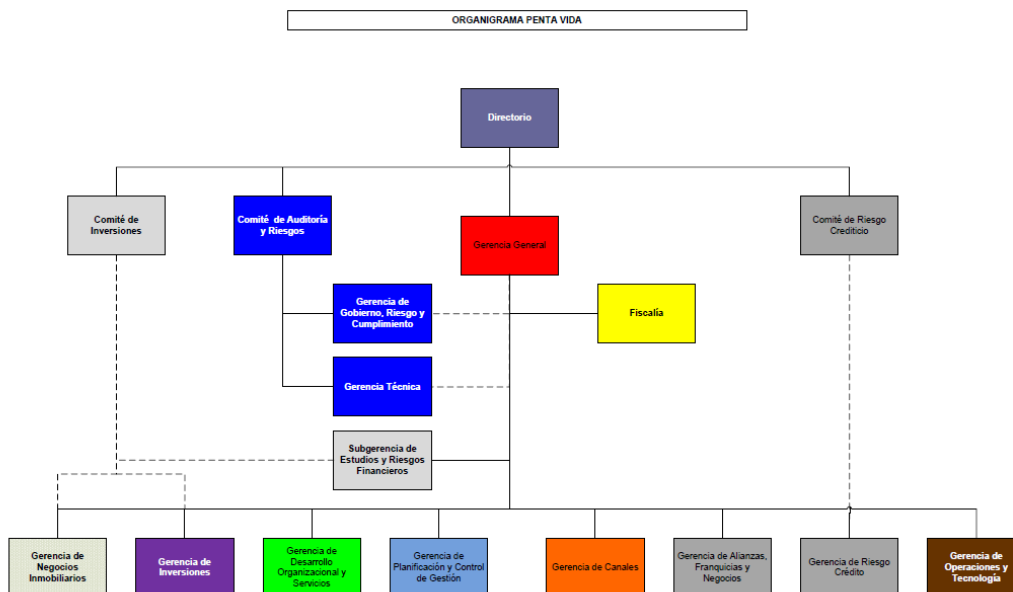 ORGANIGRAMA PENTA VIDA
Directorio
Comité de
Inversiones
Comité de Auditoría
y Riesgos
Gerencia General
Comité de Riesgo
Crediticio
Gerencia de
Gobierno, Riesgo y
Cumplimiento
Fiscalía
Gerencia Técnica
Subgerencia de
Estudios y Riesgos
Financieros
Gerencia de
Negocios
Inmobiliarios
Gerencia de
Inversiones
Gerencia de
Desarrollo
Organizacional y
Servicios
Gerencia de
Planificación y Control
de Gestión
Gerencia de Canales
Gerencia de Alianzas,
Franquicias y
Negocios
Gerencia de Riesgo
Crédito
Gerencia de
Operaciones y
Tecnología